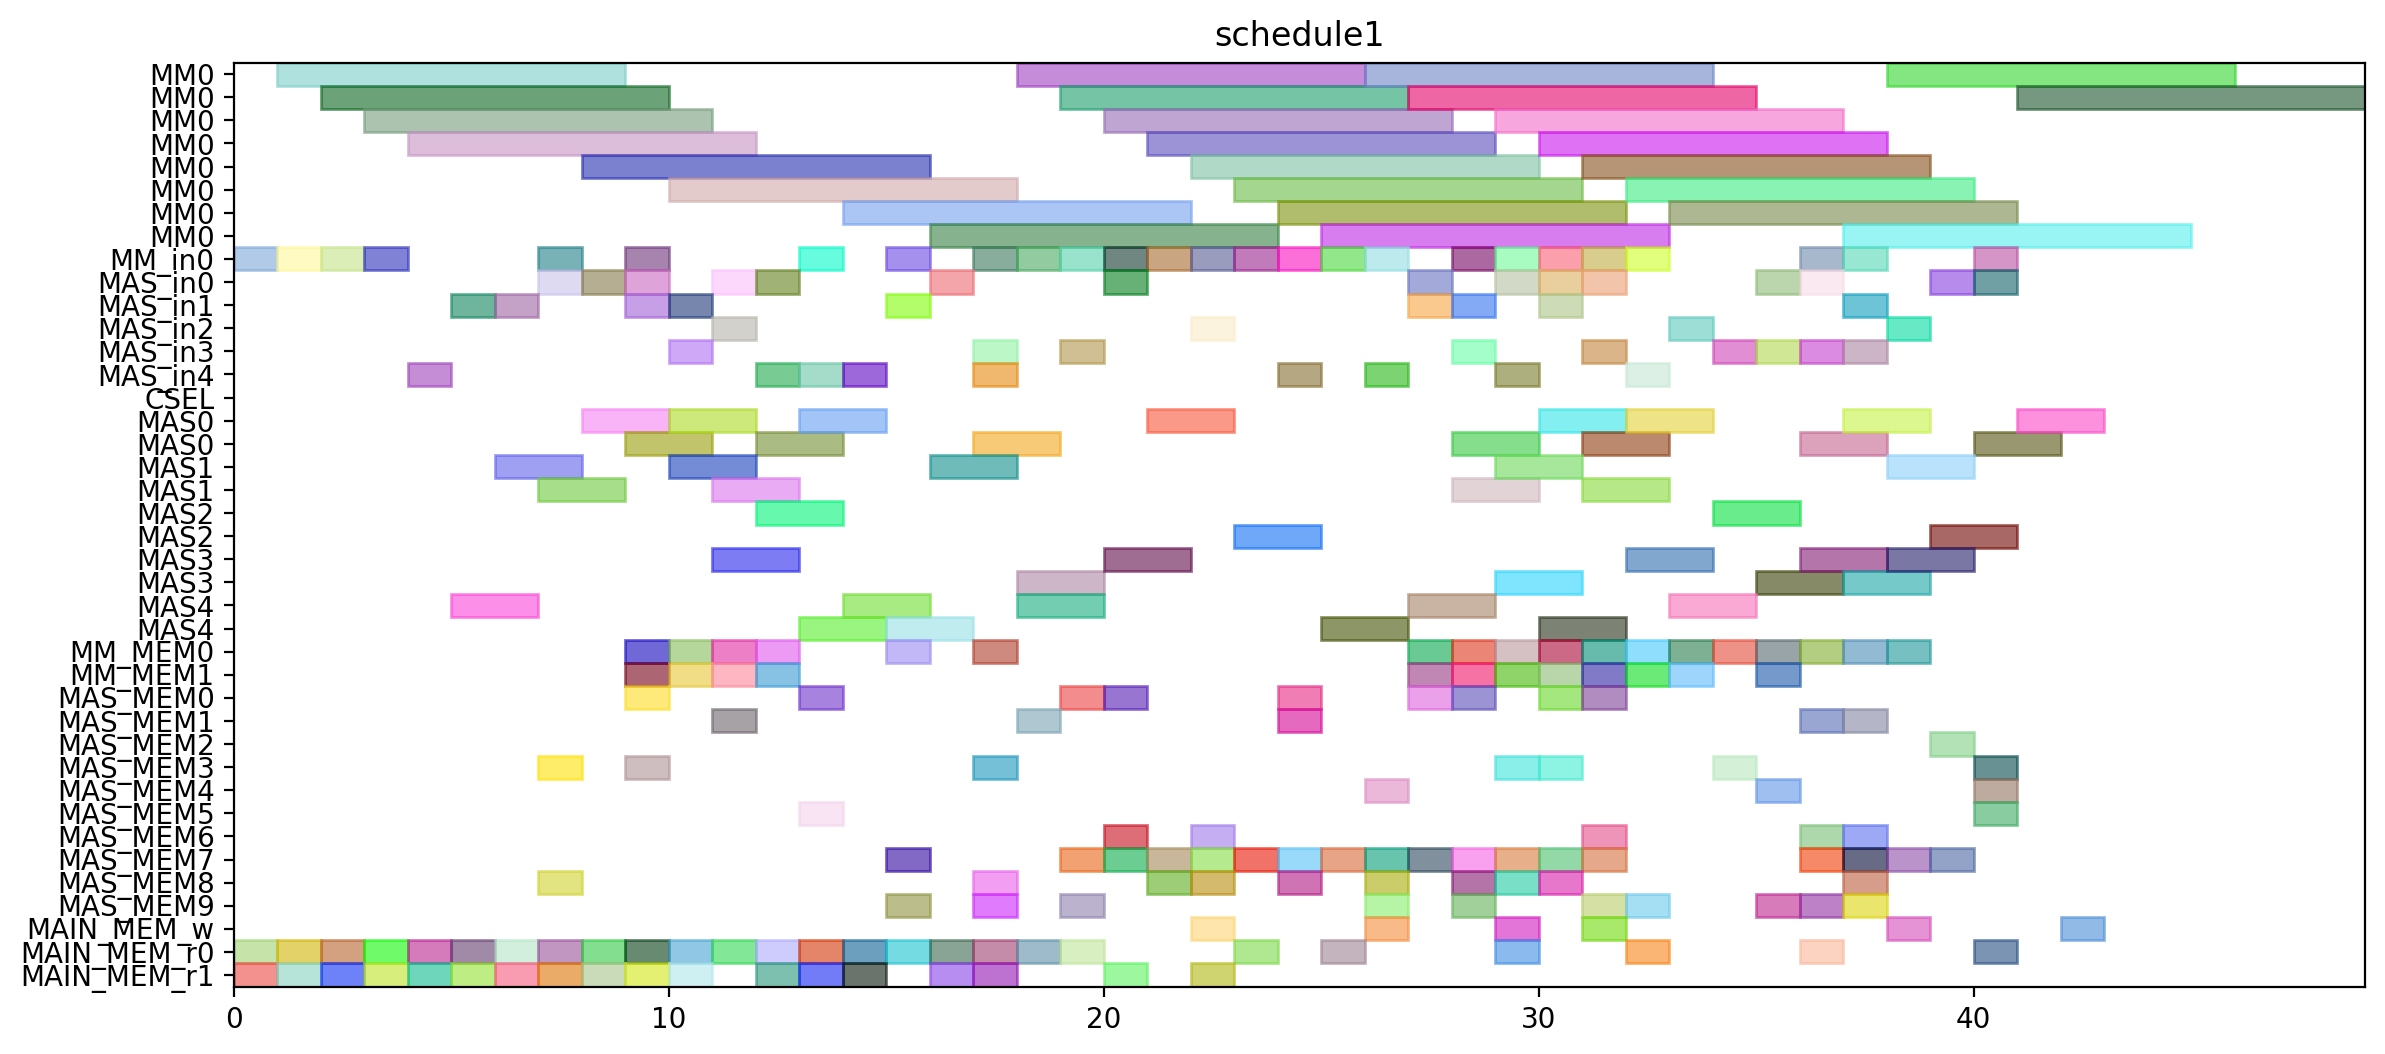 schedule1
MM0
MM0
MM0
MM0
MM0
MM0
MM0
MM0
MM_in0
MAS_in0
MAS_in1
MAS_in2
MAS_in3
MAS_in4
CSEL
MAS0
MAS0
MAS1
MAS1
MAS2
MAS2
MAS3
MAS3
MAS4
MAS4
MM_MEM0
MM_MEM1
MAS_MEM0
MAS_MEM1
MAS_MEM2
MAS_MEM3
MAS_MEM4
MAS_MEM5
MAS_MEM6
MAS_MEM7
MAS_MEM8
MAS_MEM9
MAIN_MEM_w
MAIN_MEM_r0
MAIN_MEM_r1
0 10 20 30 40